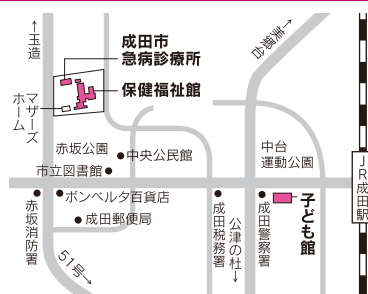 ←玉造
成田市
急病診療所
←美郷台
保健福祉館
マザーズ
ホーム
赤坂公園
中央公民館
市立図書館
中台
運動公園
JR成田駅
ボンベルタ百貨店
成田郵便局
赤坂消防署
成田税務署
公津の杜→
成田警察署
子ども館
51号→